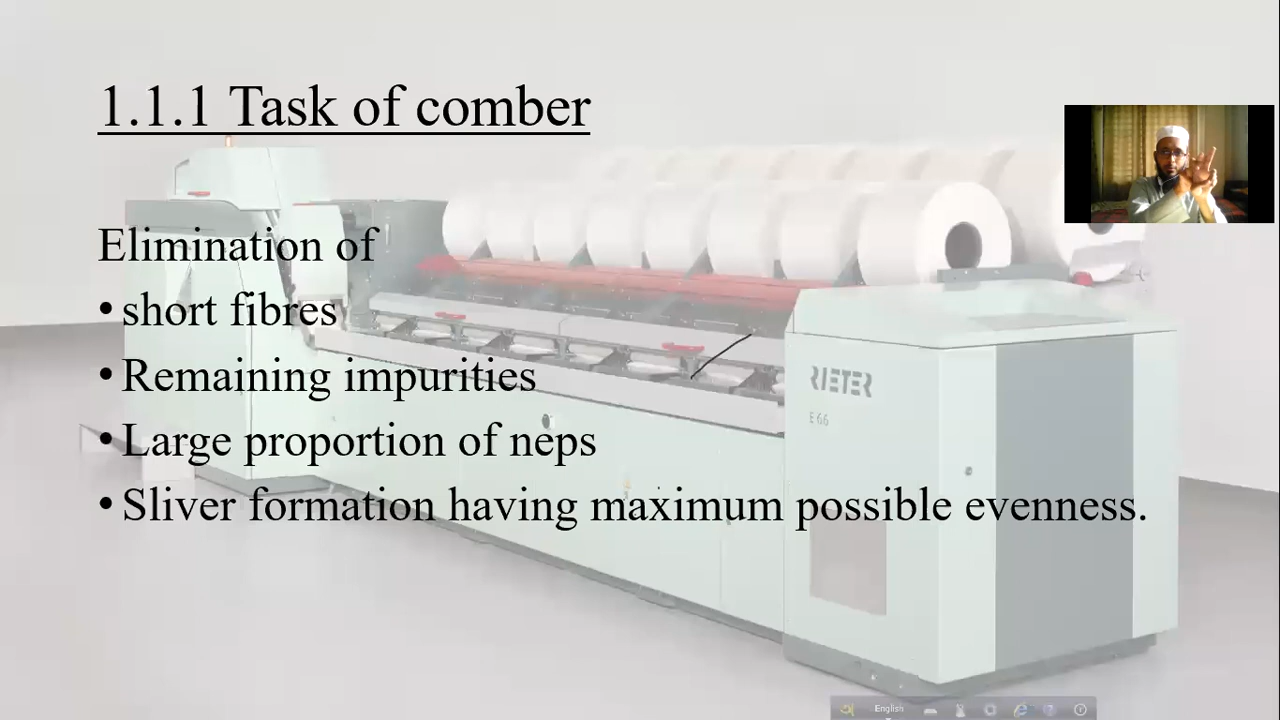 1.1.1 Task of comber
Elimination of
• short fibres
• Remaining impurities
• Large proportion of neps
• Sliver formation having maximum possible evenness.
RIETER
E 66
English